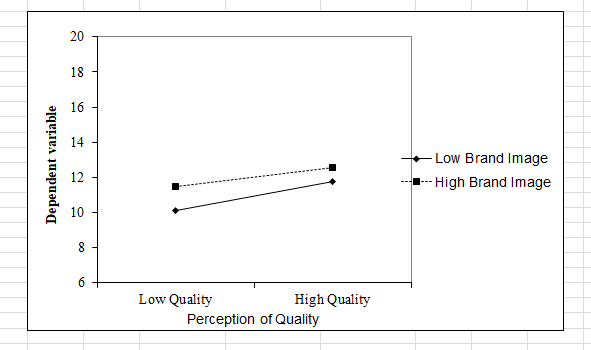 20
18
16
14
12
10
8
6
Dependent variable
Low Quality
High Quality
Perception of Quality
Low Brand Image
High Brand Image